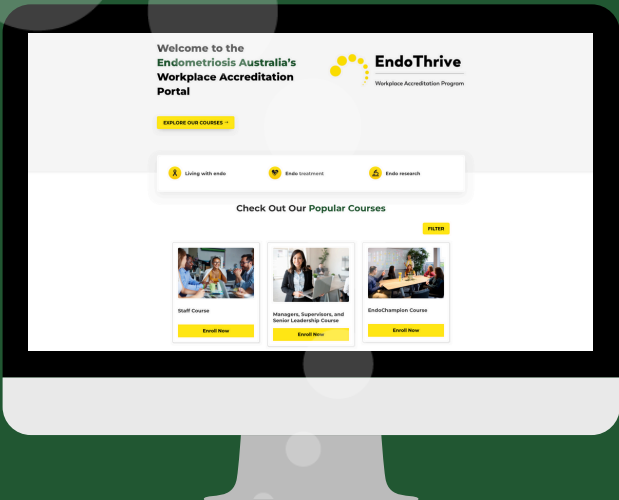 Welcome to the
Endometriosis Australia's
Workplace Accreditation
Portal
EndoThrive
Workplace Accreditation Program
EXPLORE OUR COURSES →
Living with endo
Endo treatment
Endo research
Check Out Our Popular Courses
FILTER
Staff Course
Enroll Now
Managers, Supervisors, and
Senior Leadership Course
Enroll Now
EndoChampion Course
Enroll Now